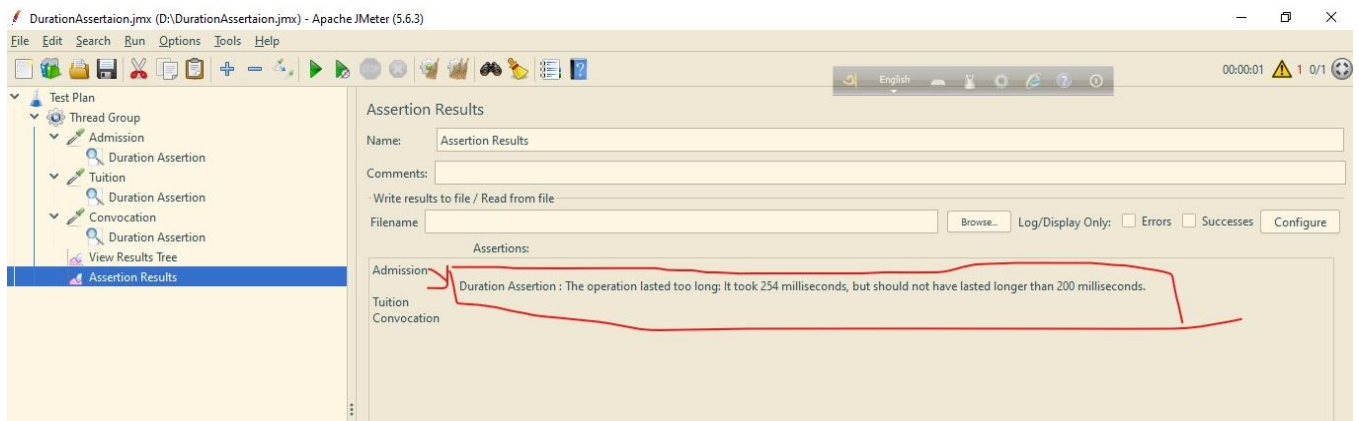 DurationAssertaion.jmx (D:\DurationAssertaion.jmx) - Apache JMeter (5.6.3)
File Edit Search Run Options Tools Help
STOP
English
00:00:01 1 0/1
Test Plan
Thread Group
Admission
Duration Assertion
Tuition
Duration Assertion
Convocation
Duration Assertion
View Results Tree
Assertion Results
Assertion Results
Name: Assertion Results
Comments:
Write results to file / Read from file
Filename Browse... Log/Display Only: Errors Successes Configure
Assertions:
Admission
Duration Assertion : The operation lasted too long: It took 254 milliseconds, but should not have lasted longer than 200 milliseconds.
Tuition
Convocation